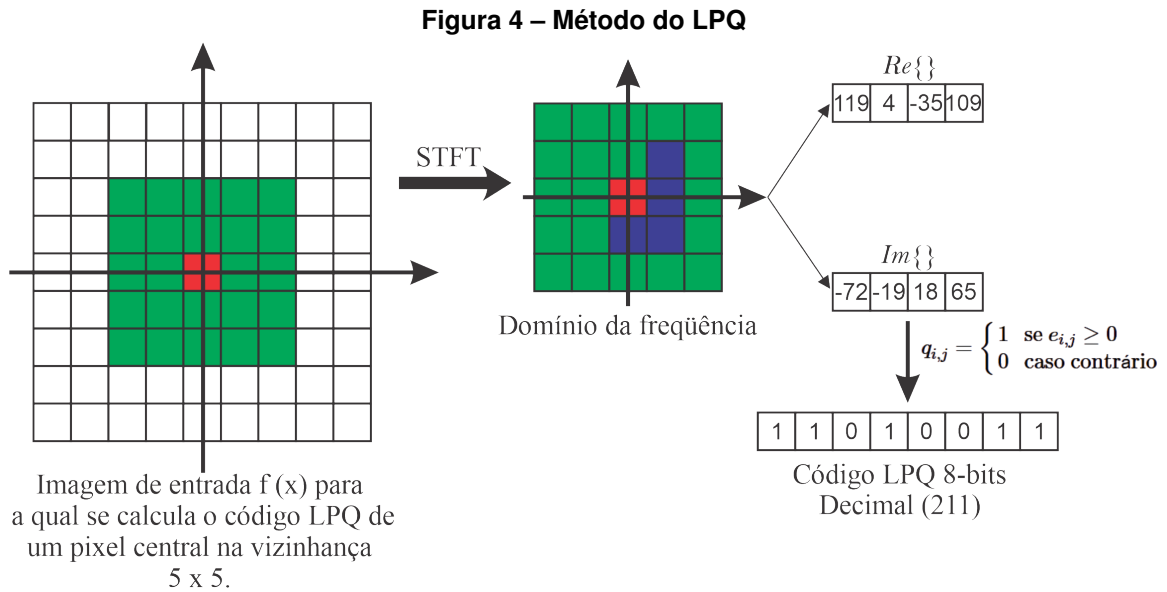 Figura 4 – Método do LPQ
Re{}
119 4 -35 109
STFT
Im{}
-72 -19 18 65
Domínio da freqüência
q_{i,j} = { 1 se e_{i,j} ≥ 0
0 caso contrário
1 1 0 1 0 0 1 1
Código LPQ 8-bits
Decimal (211)
Imagem de entrada f (x) para
a qual se calcula o código LPQ de
um pixel central na vizinhança
5 x 5.